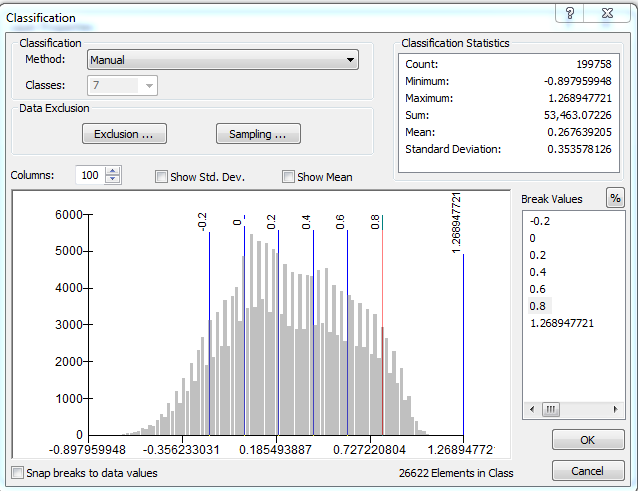 Classification
Classification
Method: Manual
Classes: 7
Data Exclusion
Exclusion ...
Sampling ...
Classification Statistics
Count: 199758
Minimum: -0.897959948
Maximum: 1.268947721
Sum: 53,463.07226
Mean: 0.267639205
Standard Deviation: 0.353578126
Columns: 100
Show Std. Dev.
Show Mean
Break Values
%
-0.2
0
0.2
0.4
0.6
0.8
1.268947721
6000
5000
4000
3000
2000
1000
0
-0.2
0
0.2
0.4
0.6
0.8
1.268947721
-0.897959948
-0.356233031
0.185493887
0.727220804
1.26894772
Snap breaks to data values
26622 Elements in Class
OK
Cancel